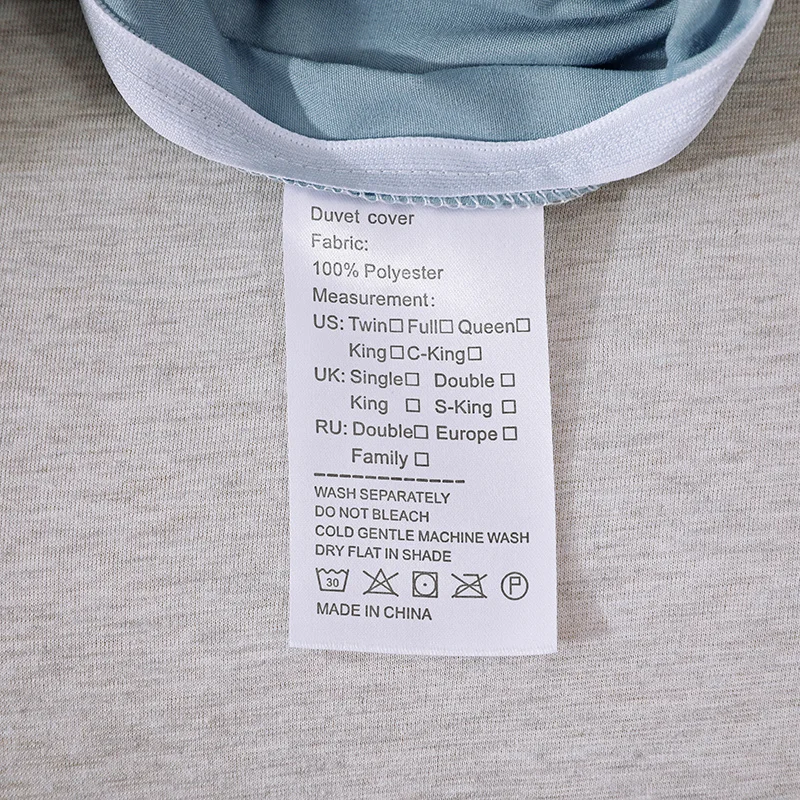 Duvet cover
Fabric:
100% Polyester
Measurement:
US: Twin☐ Full☐ Queen☐
King☐ C-King☐
UK: Single☐ Double ☐
King ☐ S-King ☐
RU: Double☐ Europe ☐
Family ☐
WASH SEPARATELY
DO NOT BLEACH
COLD GENTLE MACHINE WASH
DRY FLAT IN SHADE
30 P
MADE IN CHINA